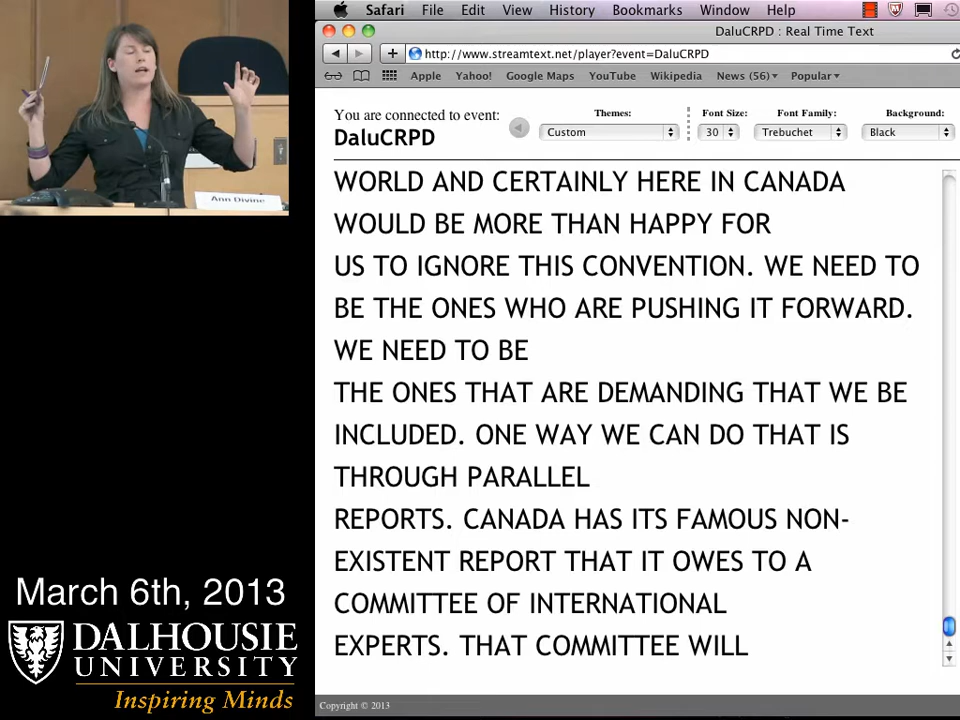 Safari File Edit View History Bookmarks Window Help
DaluCRPD : Real Time Text
http://www.streamtext.net/player?event=DaluCRPD
Apple Yahoo! Google Maps YouTube Wikipedia News (56) Popular
You are connected to event:
DaluCRPD
Themes: Font Size: Font Family: Background:
Custom 30 Trebuchet Black
WORLD AND CERTAINLY HERE IN CANADA
WOULD BE MORE THAN HAPPY FOR
US TO IGNORE THIS CONVENTION. WE NEED TO
BE THE ONES WHO ARE PUSHING IT FORWARD.
WE NEED TO BE
THE ONES THAT ARE DEMANDING THAT WE BE
INCLUDED. ONE WAY WE CAN DO THAT IS
THROUGH PARALLEL
REPORTS. CANADA HAS ITS FAMOUS NON-
EXISTENT REPORT THAT IT OWES TO A
COMMITTEE OF INTERNATIONAL
EXPERTS. THAT COMMITTEE WILL
Copyright © 2013
Ann Divine
March 6th, 2013
DALHOUSIE
UNIVERSITY
Inspiring Minds